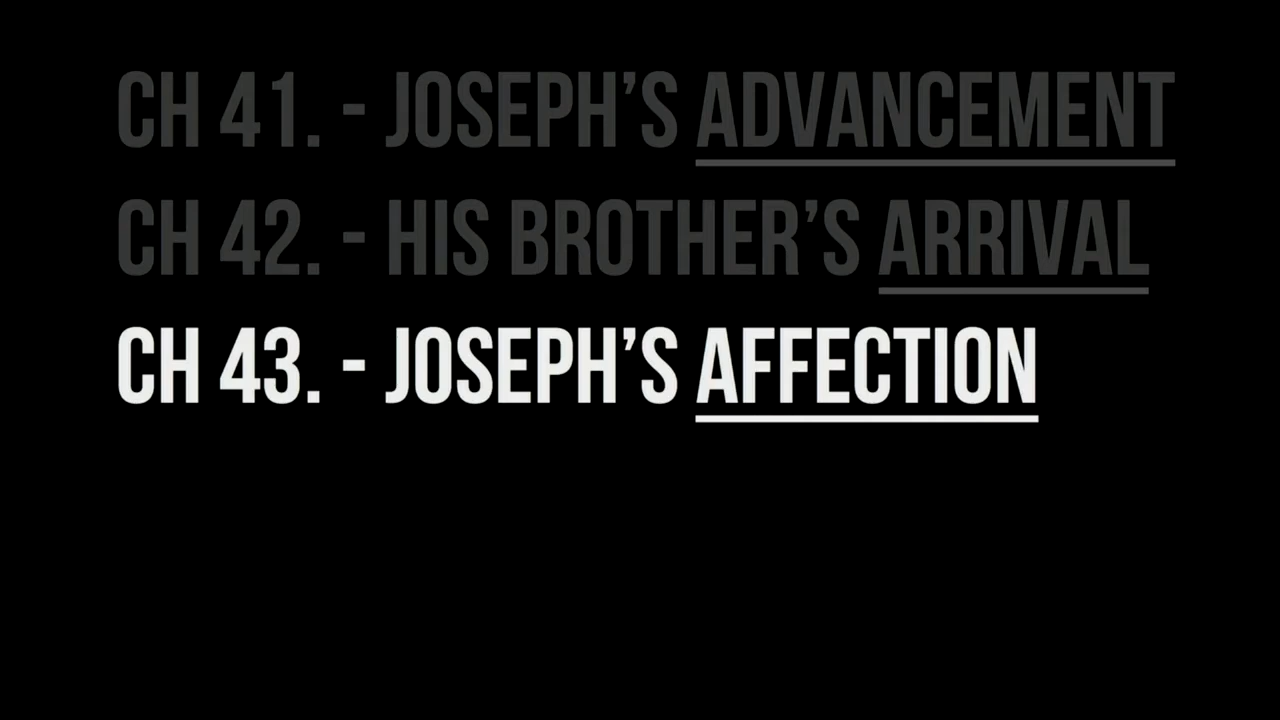 CH 41. - JOSEPH’S ADVANCEMENT
CH 42. - HIS BROTHER’S ARRIVAL
CH 43. - JOSEPH’S AFFECTION